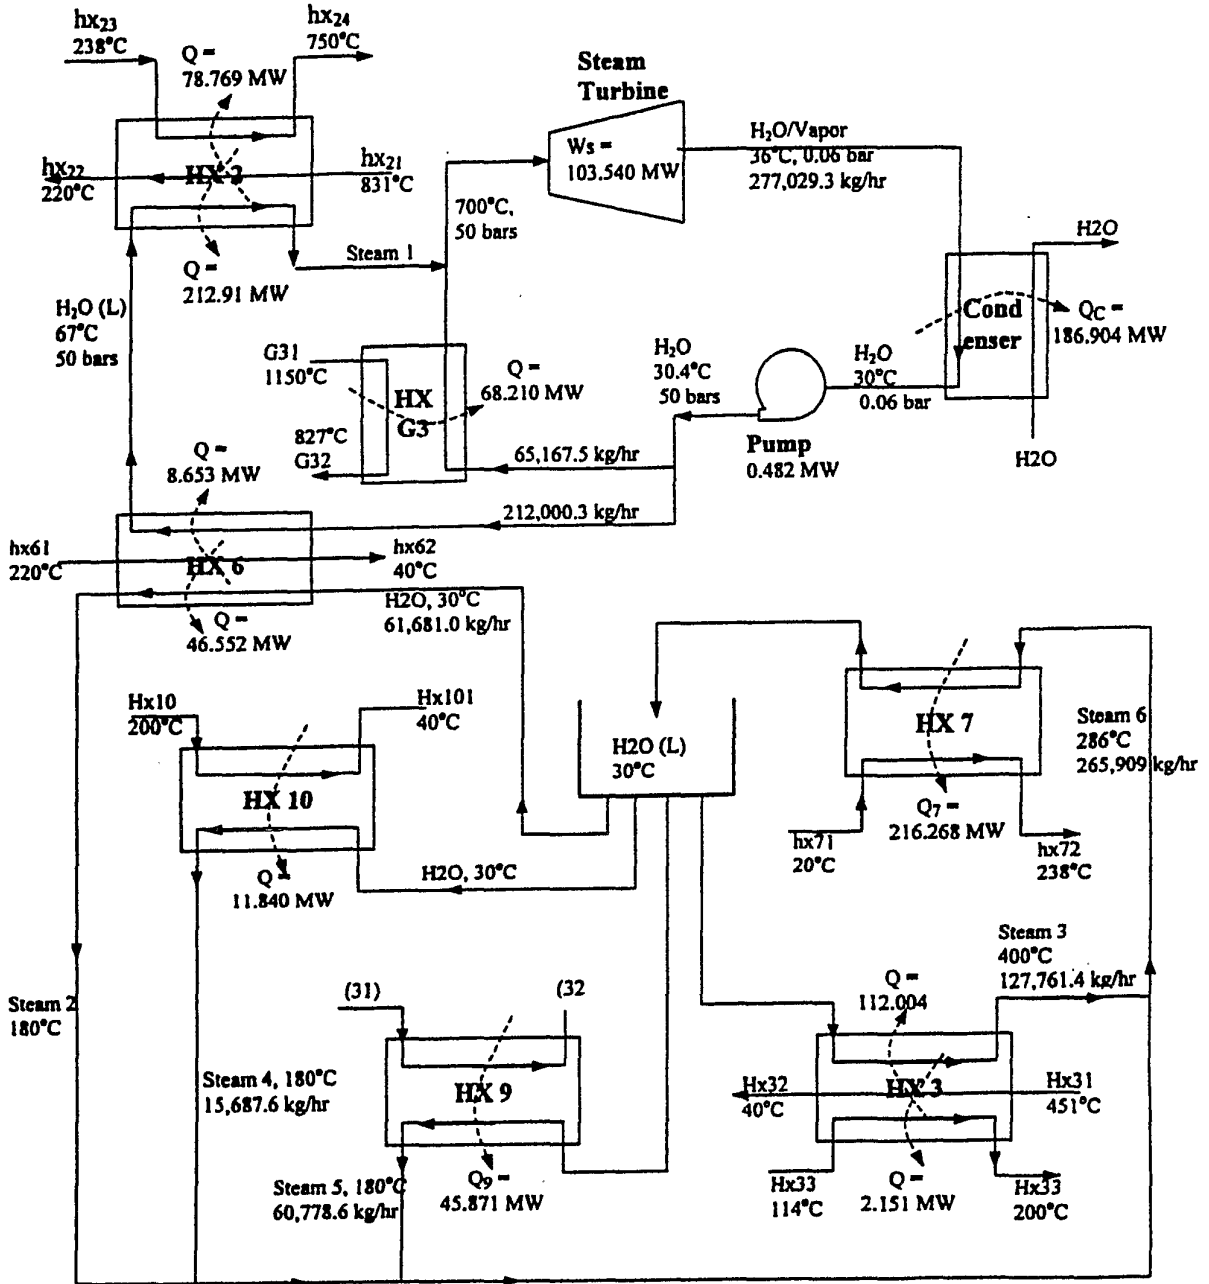 hx23
238°C
hx24
750°C
Q =
78.769 MW
HX 3
hx22
220°C
hx21
831°C
Q =
212.91 MW
Steam 1
Steam
Turbine
Ws =
103.540 MW
H2O/Vapor
36°C, 0.06 bar
277,029.3 kg/hr
700°C,
50 bars
H2O
Cond
enser
QC =
186.904 MW
H2O
H2O (L)
67°C
50 bars
G31
1150°C
HX
G3
Q =
68.210 MW
827°C
G32
H2O
30.4°C
50 bars
H2O
30°C
0.06 bar
Pump
0.482 MW
65,167.5 kg/hr
212,000.3 kg/hr
Q =
8.653 MW
hx61
220°C
HX 6
hx62
40°C
Q =
46.552 MW
H2O, 30°C
61,681.0 kg/hr
Hx10
200°C
Hx101
40°C
HX 10
Q =
11.840 MW
H2O, 30°C
H2O (L)
30°C
HX 7
Steam 6
286°C
265,909 kg/hr
Q7 =
216.268 MW
hx71
20°C
hx72
238°C
Steam 2
180°C
Steam 4, 180°C
15,687.6 kg/hr
(31)
(32
HX 9
Q9 =
45.871 MW
Steam 5, 180°C
60,778.6 kg/hr
Steam 3
400°C
127,761.4 kg/hr
Q =
112.004
Hx32
40°C
HX 3
Hx31
451°C
Hx33
114°C
Q =
2.151 MW
Hx33
200°C